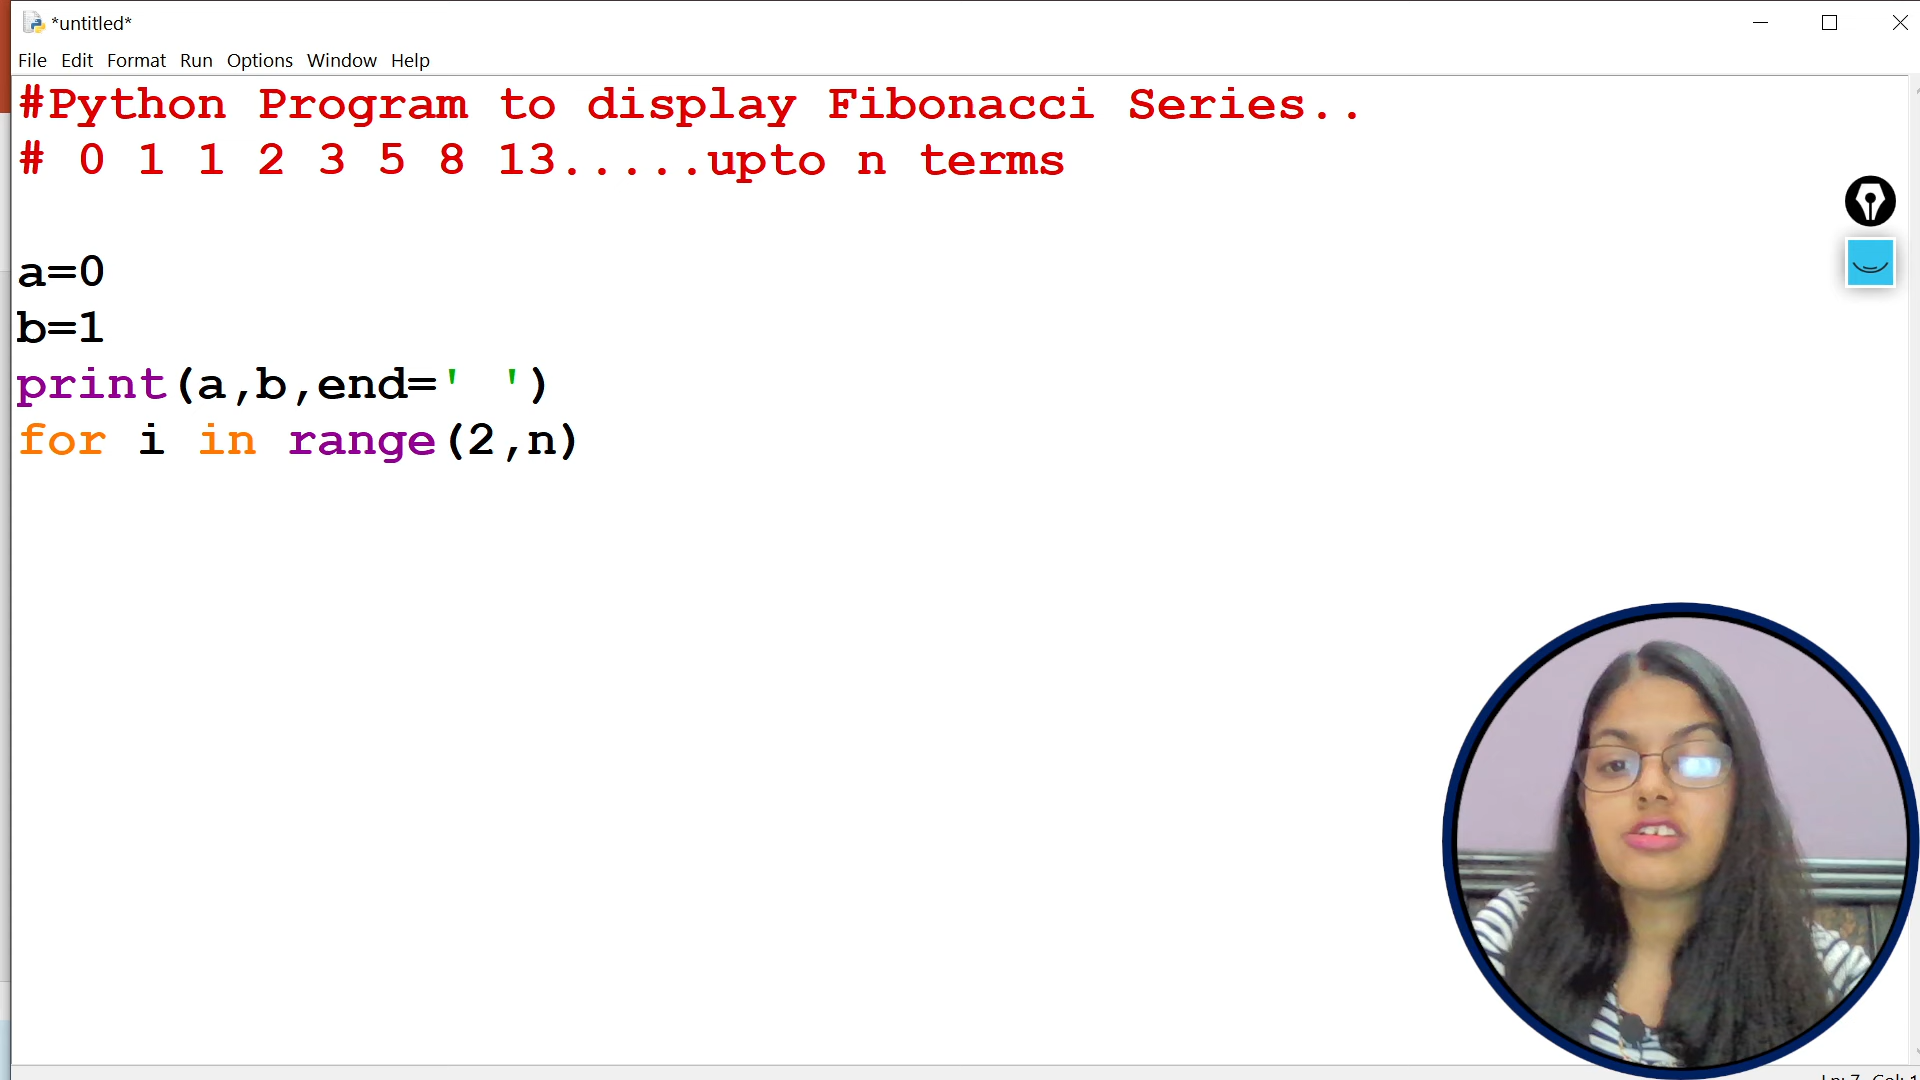 *untitled*
File Edit Format Run Options Window Help
#Python Program to display Fibonacci Series..
# 0 1 1 2 3 5 8 13.....upto n terms
a=0
b=1
print(a,b,end=' ')
for i in range(2,n)